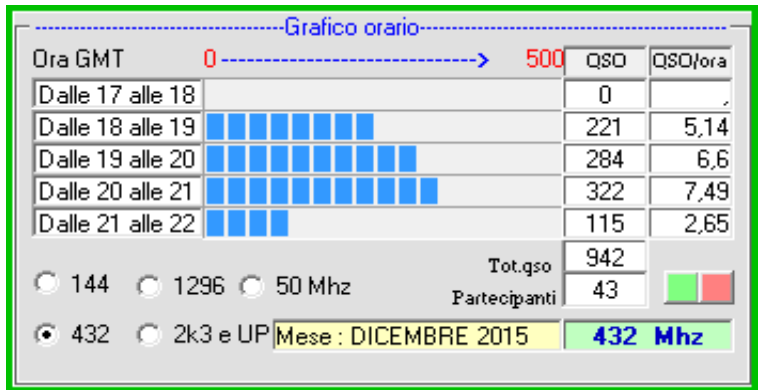 Grafico orario
Ora GMT 0 -----------------------------> 500 QSO QSO/ora
Dalle 17 alle 18 0 ,
Dalle 18 alle 19 221 5,14
Dalle 19 alle 20 284 6,6
Dalle 20 alle 21 322 7,49
Dalle 21 alle 22 115 2,65
Tot.qso 942
144 1296 50 Mhz Partecipanti 43
432 2k3 e UP Mese : DICEMBRE 2015 432 Mhz